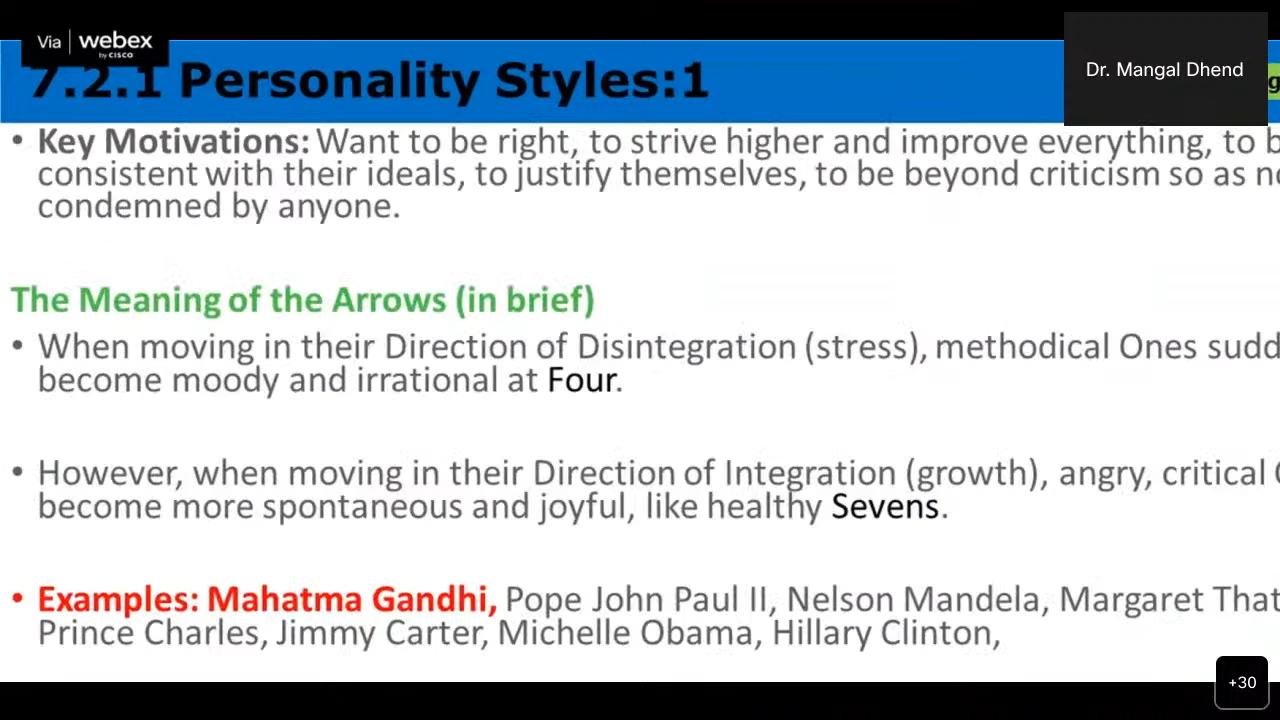 Via webex
by CISCO
Dr. Mangal Dhend
7.2.1 Personality Styles:1
• Key Motivations: Want to be right, to strive higher and improve everything, to
consistent with their ideals, to justify themselves, to be beyond criticism so as
condemned by anyone.
The Meaning of the Arrows (in brief)
• When moving in their Direction of Disintegration (stress), methodical Ones
become moody and irrational at Four.
• However, when moving in their Direction of Integration (growth), angry, critical
become more spontaneous and joyful, like healthy Sevens.
• Examples: Mahatma Gandhi, Pope John Paul II, Nelson Mandela, Margaret
Prince Charles, Jimmy Carter, Michelle Obama, Hillary Clinton,
+30